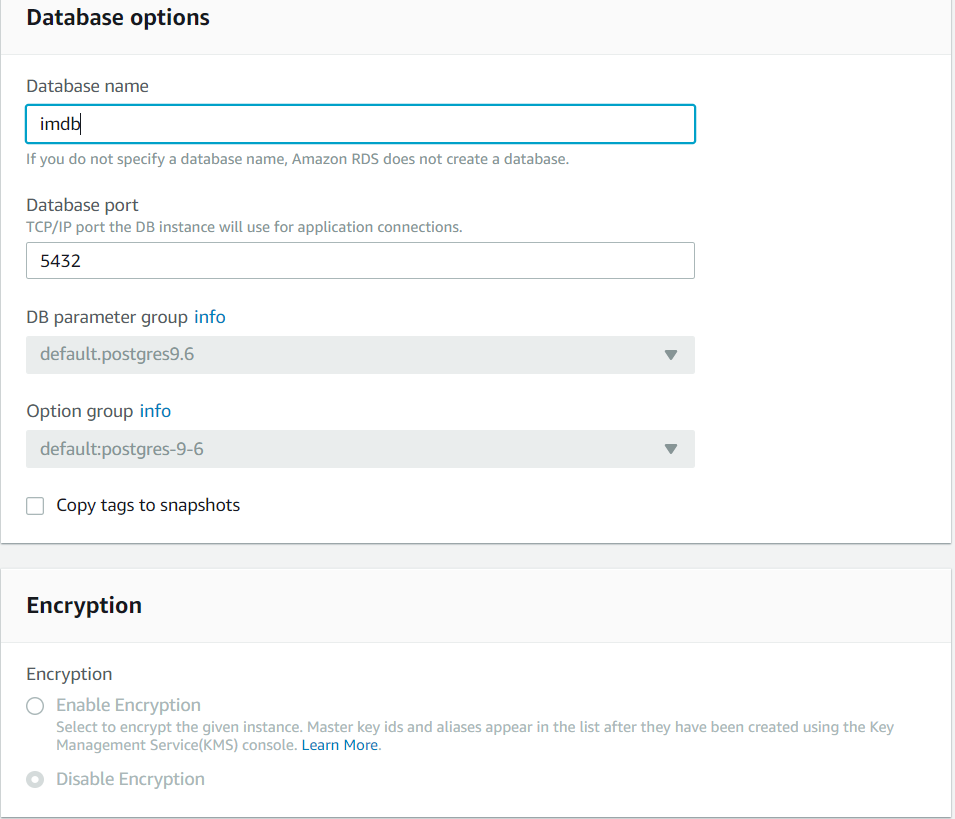 Database options
Database name
imdb
If you do not specify a database name, Amazon RDS does not create a database.
Database port
TCP/IP port the DB instance will use for application connections.
5432
DB parameter group info
default.postgres9.6
Option group info
default:postgres-9-6
Copy tags to snapshots
Encryption
Encryption
Enable Encryption
Select to encrypt the given instance. Master key ids and aliases appear in the list after they have been created using the Key
Management Service(KMS) console. Learn More.
Disable Encryption